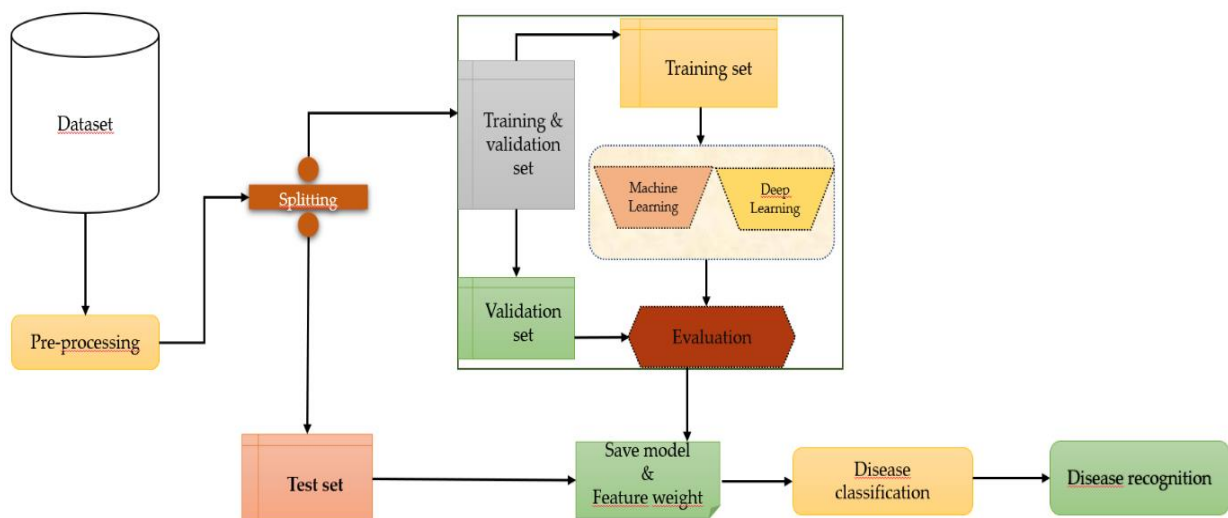 Dataset
Pre-processing
Splitting
Training &
validation
set
Training set
Machine
Learning
Deep
Learning
Validation
set
Evaluation
Test set
Save model
&
Feature weight
Disease
classification
Disease recognition